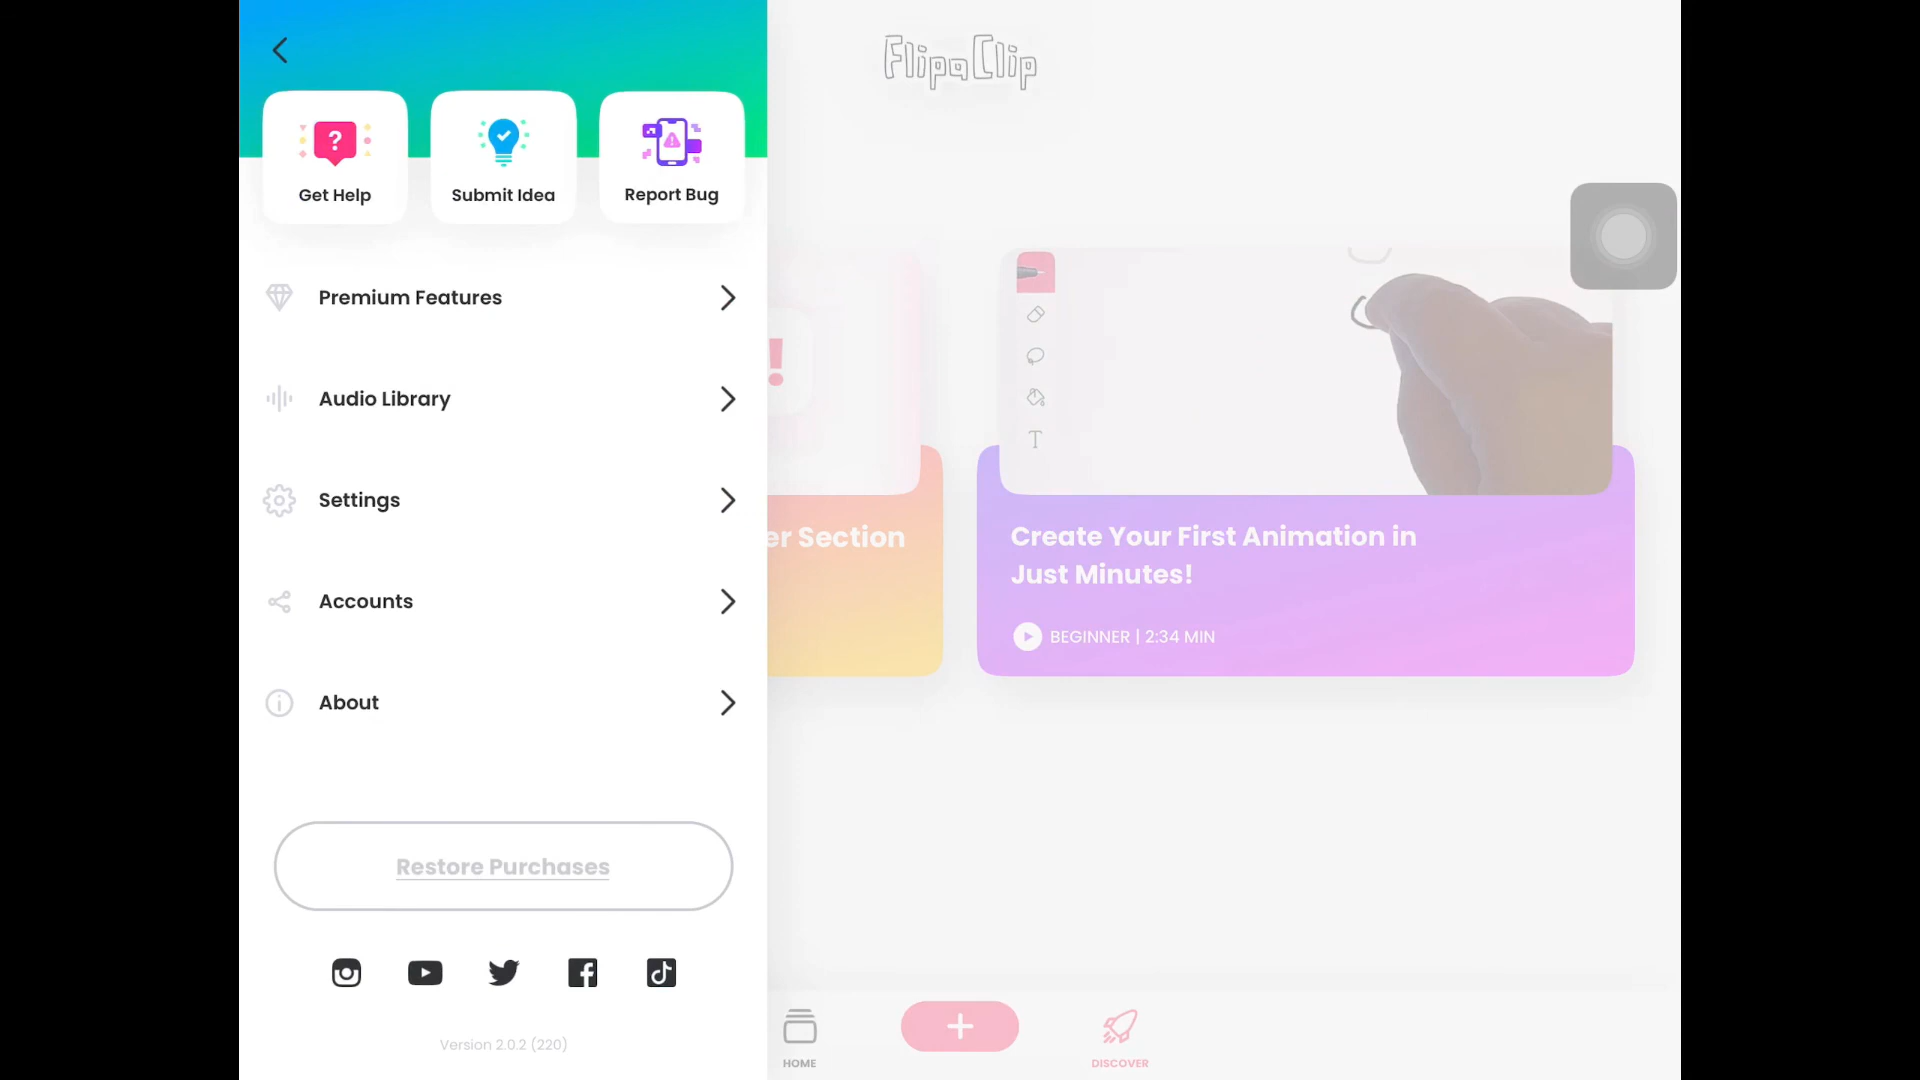 FlipaClip
Get Help
Submit Idea
Report Bug
Premium Features
Audio Library
Settings
Accounts
About
Restore Purchases
Version 2.0.2 (220)
er Section
Create Your First Animation in
Just Minutes!
BEGINNER | 2:34 MIN
HOME
DISCOVER